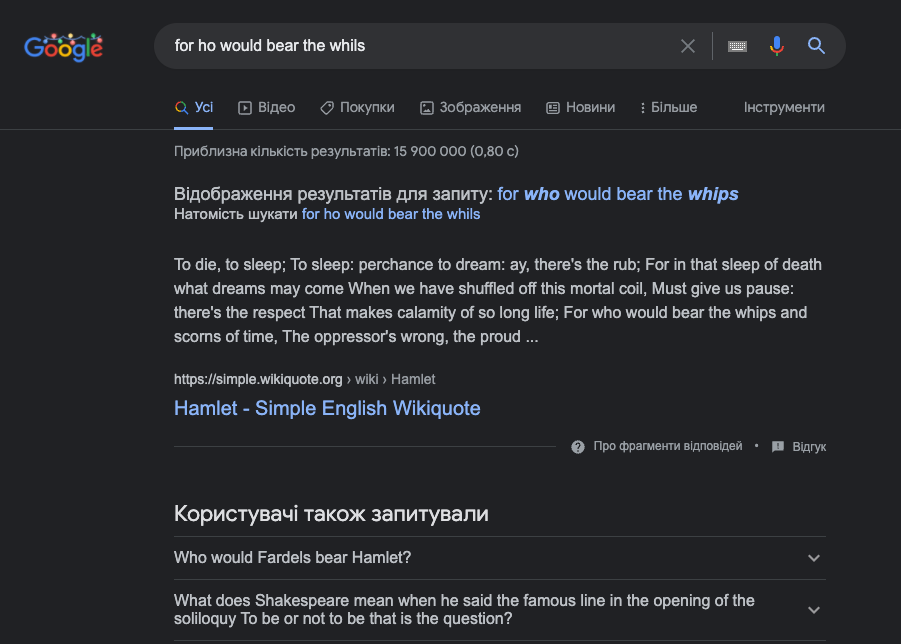 Google
for ho would bear the whils
Усі
Відео
Покупки
Зображення
Новини
Більше
Інструменти
Приблизна кількість результатів: 15 900 000 (0,80 с)
Відображення результатів для запиту: for who would bear the whips
Натомість шукати for ho would bear the whils
To die, to sleep; To sleep: perchance to dream: ay, there's the rub; For in that sleep of death
what dreams may come When we have shuffled off this mortal coil, Must give us pause:
there's the respect That makes calamity of so long life; For who would bear the whips and
scorns of time, The oppressor's wrong, the proud ...
https://simple.wikiquote.org › wiki › Hamlet
Hamlet - Simple English Wikiquote
Про фрагменти відповідей • Відгук
Користувачі також запитували
Who would Fardels bear Hamlet?
What does Shakespeare mean when he said the famous line in the opening of the
soliloquy To be or not to be that is the question?